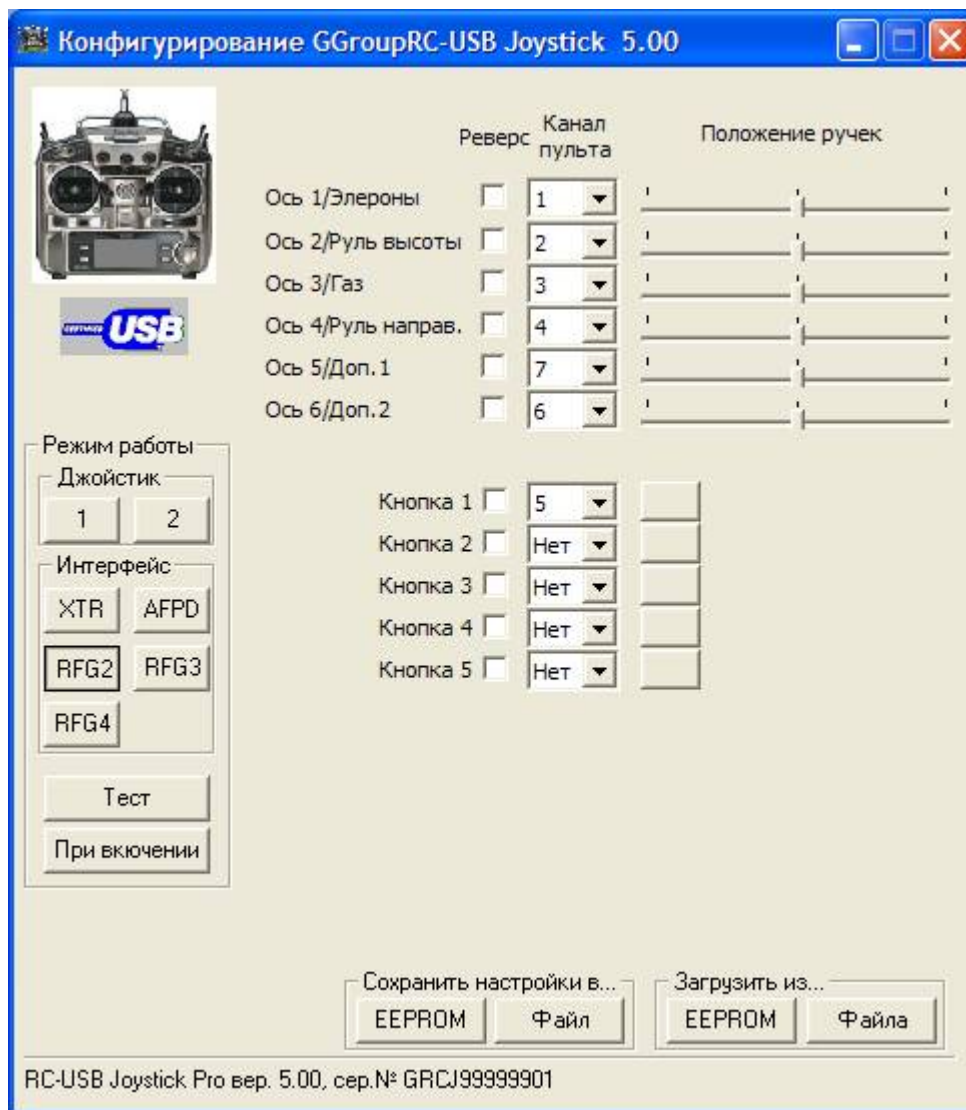 Конфигурирование GGroupRC-USB Joystick 5.00
Реверс Канал пульта Положение ручек
Ось 1/Элероны 1
Ось 2/Руль высоты 2
Ось 3/Газ 3
Ось 4/Руль направ. 4
Ось 5/Доп.1 7
Ось 6/Доп.2 6
USB
Режим работы
Джойстик
1 2
Интерфейс
XTR AFPD
RFG2 RFG3
RFG4
Тест
При вкючении
Кнопка 1 5
Кнопка 2 Нет
Кнопка 3 Нет
Кнопка 4 Нет
Кнопка 5 Нет
Сохранить настройки в...
EEPROM Файл
Загрузить из...
EEPROM Файла
RC-USB Joystick Pro вер. 5.00, сер.№ GRCJ99999901